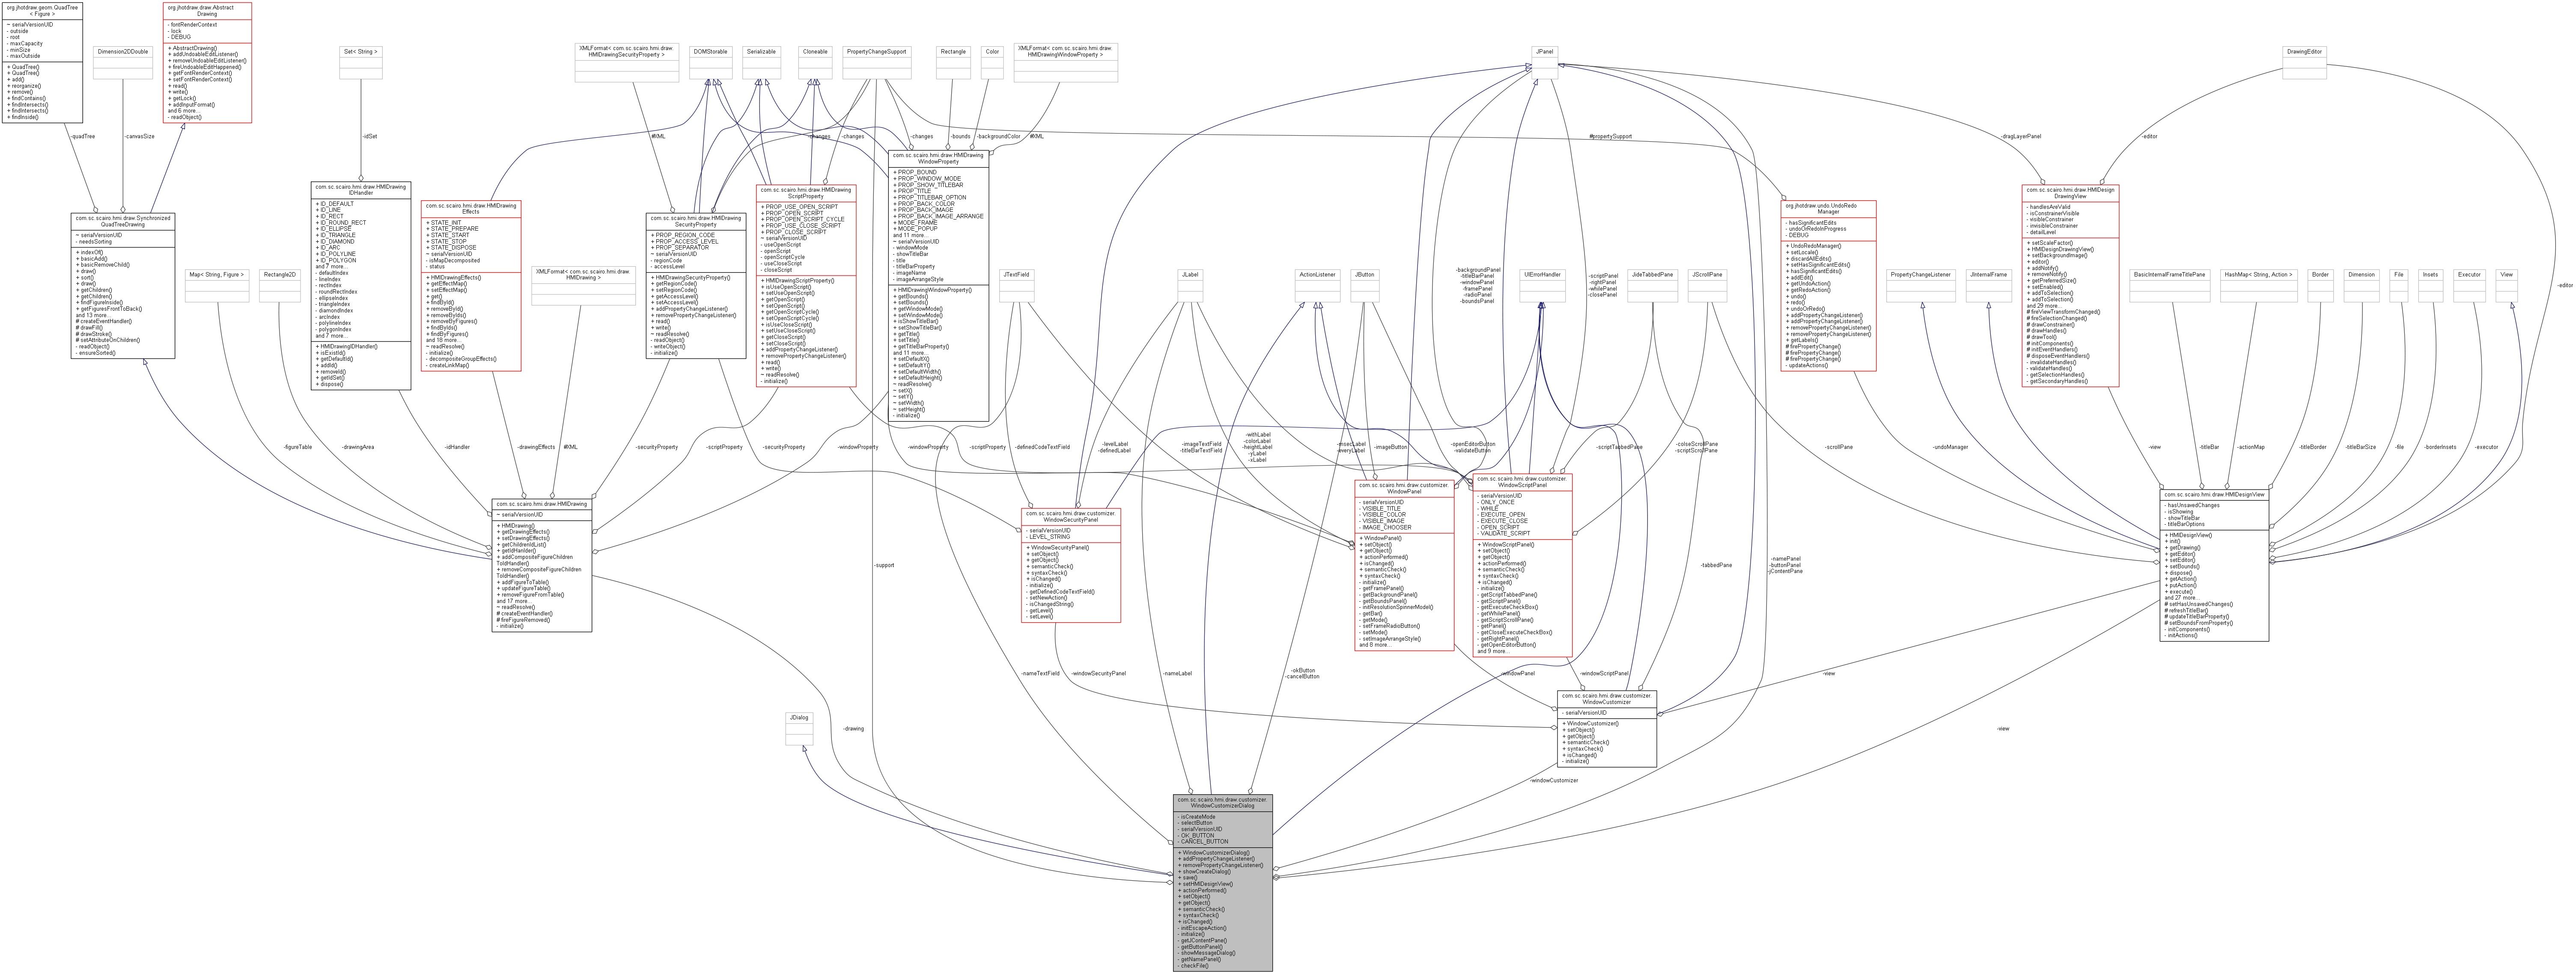 org.jhotdraw.geom.QuadTree
< Figure >
~ serialVersionUID
- outside
- root
- maxCapacity
- minSize
- maxOutside
+ QuadTree()
+ QuadTree()
+ add()
+ reorganize()
+ remove()
+ findContains()
+ findIntersects()
+ findIntersects()
+ findInside()
org.jhotdraw.draw.Abstract
Drawing
- fontRenderContext
- lock
- DEBUG
+ AbstractDrawing()
+ addUndoableEditListener()
+ removeUndoableEditListener()
+ fireUndoableEditHappened()
+ getFontRenderContext()
+ setFontRenderContext()
+ read()
+ write()
+ getLock()
+ addInputFormat()
and 6 more...
- readObject()
Dimension2DDouble
Set< String >
XMLFormat< com.sc.scairo.hmi.draw.
HMIDrawingSecurityProperty >
DOMStorable
Serializable
Cloneable
PropertyChangeSupport
Rectangle
Color
XMLFormat< com.sc.scairo.hmi.draw.
HMIDrawingWindowProperty >
JPanel
DrawingEditor
-quadTree
-canvasSize
-idSet
#XML
-changes
-changes
-changes
-bounds
-backgroundColor
#XML
#propertySupport
-dragLayerPanel
-editor
-editor
com.sc.scairo.hmi.draw.Synchronized
QuadTreeDrawing
~ serialVersionUID
- needsSorting
+ indexOf()
+ basicAdd()
+ basicRemoveChild()
+ draw()
+ sort()
+ draw()
+ getChildren()
+ getChildren()
+ findFigureInside()
+ getFiguresFrontToBack()
and 13 more...
# createEventHandler()
# drawFill()
# drawStroke()
# setAttributeOnChildren()
- readObject()
- ensureSorted()
Map< String, Figure >
Rectangle2D
com.sc.scairo.hmi.draw.HMIDrawing
IDHandler
+ ID_DEFAULT
+ ID_LINE
+ ID_RECT
+ ID_ROUND_RECT
+ ID_ELLIPSE
+ ID_TRIANGLE
+ ID_DIAMOND
+ ID_ARC
+ ID_POLYLINE
+ ID_POLYGON
and 7 more...
- defaultIndex
- lineIndex
- rectIndex
- roundRectIndex
- ellipseIndex
- triangleIndex
- diamondIndex
- arcIndex
- polylineIndex
- polygonIndex
and 7 more...
+ HMIDrawingIDHandler()
+ isExistId()
+ getDefaultId()
+ addId()
+ removeId()
+ getIdSet()
+ dispose()
com.sc.scairo.hmi.draw.HMIDrawing
Effects
+ STATE_INIT
+ STATE_PREPARE
+ STATE_START
+ STATE_STOP
+ STATE_DISPOSE
~ serialVersionUID
- isMapDecomposited
- status
+ HMIDrawingEffects()
+ getEffectMap()
+ setEffectMap()
+ get()
+ findById()
+ removeById()
+ removeByIds()
+ removeByFigures()
+ findByIds()
+ findByFigures()
and 18 more...
~ readResolve()
- initialize()
- decompositeGroupEffects()
- createLinkMap()
XMLFormat< com.sc.scairo.hmi.draw.
HMIDrawing >
com.sc.scairo.hmi.draw.HMIDrawing
SecurityProperty
+ PROP_REGION_CODE
+ PROP_ACCESS_LEVEL
+ PROP_SEPARATOR
~ serialVersionUID
- regionCode
- accessLevel
+ HMIDrawingSecurityProperty()
+ getRegionCode()
+ setRegionCode()
+ getAccessLevel()
+ setAccessLevel()
+ addPropertyChangeListener()
+ removePropertyChangeListener()
+ read()
+ write()
~ readResolve()
- readObject()
- writeObject()
- initialize()
com.sc.scairo.hmi.draw.HMIDrawing
ScriptProperty
+ PROP_USE_OPEN_SCRIPT
+ PROP_OPEN_SCRIPT
+ PROP_OPEN_SCRIPT_CYCLE
+ PROP_USE_CLOSE_SCRIPT
+ PROP_CLOSE_SCRIPT
~ serialVersionUID
- useOpenScript
- openScript
- openScriptCycle
- useCloseScript
- closeScript
+ HMIDrawingScriptProperty()
+ isUseOpenScript()
+ setUseOpenScript()
+ getOpenScript()
+ setOpenScript()
+ getOpenScriptCycle()
+ setOpenScriptCycle()
+ isUseCloseScript()
+ setUseCloseScript()
+ getCloseScript()
+ setCloseScript()
+ addPropertyChangeListener()
+ removePropertyChangeListener()
+ read()
+ write()
~ readResolve()
- initialize()
com.sc.scairo.hmi.draw.HMIDrawing
WindowProperty
+ PROP_BOUND
+ PROP_WINDOW_MODE
+ PROP_SHOW_TITLEBAR
+ PROP_TITLE
+ PROP_TITLEBAR_OPTION
+ PROP_BACK_COLOR
+ PROP_BACK_IMAGE
+ PROP_BACK_IMAGE_ARRANGE
+ MODE_FRAME
+ MODE_POPUP
and 11 more...
~ serialVersionUID
- windowMode
- showTitleBar
- title
- titleBarProperty
- imageName
- imageArrangeStyle
+ HMIDrawingWindowProperty()
+ getBounds()
+ setBounds()
+ getWindowMode()
+ setWindowMode()
+ isShowTitleBar()
+ setShowTitleBar()
+ getTitle()
+ setTitle()
+ getTitleBarProperty()
and 11 more...
+ setDefaultX()
+ setDefaultY()
+ setDefaultWidth()
+ setDefaultHeight()
~ readResolve()
~ setX()
~ setY()
~ setWidth()
~ setHeight()
- initialize()
JTextField
JLabel
ActionListener
JButton
-backgroundPanel
-titleBarPanel
-windowPanel
-framePanel
-radioPanel
-boundsPanel
UIErrorHandler
-scriptPanel
-rightPanel
-whilePanel
-closePanel
JideTabbedPane
JScrollPane
org.jhotdraw.undo.UndoRedo
Manager
- hasSignificantEdits
- undoOrRedoInProgress
- DEBUG
+ UndoRedoManager()
+ setLocale()
+ discardAllEdits()
+ setHasSignificantEdits()
+ hasSignificantEdits()
+ addEdit()
+ getUndoAction()
+ getRedoAction()
+ undo()
+ redo()
+ undoOrRedo()
+ addPropertyChangeListener()
+ addPropertyChangeListener()
+ removePropertyChangeListener()
+ removePropertyChangeListener()
+ getLabels()
# firePropertyChange()
# firePropertyChange()
# firePropertyChange()
- updateActions()
PropertyChangeListener
JInternalFrame
com.sc.scairo.hmi.draw.HMIDesign
DrawingView
- handlesAreValid
- isConstrainerVisible
- visibleConstrainer
- invisibleConstrainer
- detailLevel
+ setScaleFactor()
+ HMIDesignDrawingView()
+ setBackgroundImage()
+ editor()
+ addNotify()
+ removeNotify()
+ getPreferredSize()
+ setEnabled()
+ addToSelection()
+ addToSelection()
and 29 more...
# fireViewTransformChanged()
# fireSelectionChanged()
# drawConstrainer()
# drawHandles()
# drawTool()
# initComponents()
# initEventHandlers()
# disposeEventHandlers()
- invalidateHandles()
- validateHandles()
- getSelectionHandles()
- getSecondaryHandles()
BasicInternalFrameTitlePane
HashMap< String, Action >
Border
Dimension
File
Insets
Executor
View
-figureTable
-drawingArea
-idHandler
-drawingEffects
#XML
-securityProperty
-scriptProperty
-securityProperty
-windowProperty
-windowProperty
-scriptProperty
-definedCodeTextField
-levelLabel
-definedLabel
-imageTextField
-titleBarTextField
-withLabel
-colorLabel
-heightLabel
-yLabel
-xLabel
-msecLabel
-everyLabel
-imageButton
-openEditorButton
-validateButton
-scriptTabbedPane
-colseScrollPane
-scriptScrollPane
-scrollPane
-undoManager
-view
-titleBar
-actionMap
-titleBorder
-titleBarSize
-file
-borderInsets
-executor
com.sc.scairo.hmi.draw.HMIDrawing
~ serialVersionUID
+ HMIDrawing()
+ getDrawingEffects()
+ setDrawingEffects()
+ getChildrenIdList()
+ getIdHanlder()
+ addCompositeFigureChildren
ToIdHandler()
+ removeCompositeFigureChildren
ToIdHandler()
+ addFigureToTable()
+ updateFigureTable()
+ removeFigureFromTable()
and 17 more...
~ readResolve()
# createEventHandler()
# fireFigureRemoved()
- initialize()
-support
com.sc.scairo.hmi.draw.customizer.
WindowSecurityPanel
- serialVersionUID
- LEVEL_STRING
+ WindowSecurityPanel()
+ setObject()
+ getObject()
+ semanticCheck()
+ syntaxCheck()
+ isChanged()
- initialize()
- getDefinedCodeTextField()
- setNewAction()
- isChangedString()
- getLevel()
- setLevel()
com.sc.scairo.hmi.draw.customizer.
WindowPanel
- serialVersionUID
- VISIBLE_TITLE
- VISIBLE_COLOR
- VISIBLE_IMAGE
- IMAGE_CHOOSER
+ WindowPanel()
+ setObject()
+ getObject()
+ actionPerformed()
+ isChanged()
+ semanticCheck()
+ syntaxCheck()
- initialize()
- getFramePanel()
- getBackgroundPanel()
- getBoundsPanel()
- initResolutionSpinnerModel()
- getBar()
- getMode()
- setFrameRadioButton()
- setMode()
- setImageArrangeStyle()
and 8 more...
com.sc.scairo.hmi.draw.customizer.
WindowScriptPanel
- serialVersionUID
- ONLY_ONCE
- WHILE
- EXECUTE_OPEN
- EXECUTE_CLOSE
- OPEN_SCRIPT
- VALIDATE_SCRIPT
+ WindowScriptPanel()
+ setObject()
+ getObject()
+ actionPerformed()
+ semanticCheck()
+ syntaxCheck()
+ isChanged()
- initialize()
- getScriptTabbedPane()
- getScriptPanel()
- getExecuteCheckBox()
- getWhilePanel()
- getScriptScrollPane()
- getPanel()
- getCloseExecuteCheckBox()
- getRightPanel()
- getOpenEditorButton()
and 9 more...
-tabbedPane
-namePanel
-buttonPanel
-jContentPane
com.sc.scairo.hmi.draw.HMIDesignView
- hasUnsavedChanges
- isShowing
- showTitleBar
- titleBarOptions
+ HMIDesignView()
+ init()
+ getDrawing()
+ getEditor()
+ setEditor()
+ setBounds()
+ dispose()
+ getAction()
+ putAction()
+ execute()
and 27 more...
# setHasUnsavedChanges()
# refreshTitleBar()
# updateTitleBarProperty()
# setBoundsFromProperty()
- initComponents()
- initActions()
-nameTextField
-windowSecurityPanel
-nameLabel
-okButton
-cancelButton
-windowPanel
-windowScriptPanel
-view
com.sc.scairo.hmi.draw.customizer.
WindowCustomizer
- serialVersionUID
+ WindowCustomizer()
+ setObject()
+ getObject()
+ semanticCheck()
+ syntaxCheck()
+ isChanged()
- initialize()
JDialog
-drawing
-view
-windowCustomizer
com.sc.scairo.hmi.draw.customizer.
WindowCustomizerDialog
- isCreateMode
- selectButton
- serialVersionUID
- OK_BUTTON
- CANCEL_BUTTON
+ WindowCustomizerDialog()
+ addPropertyChangeListener()
+ removePropertyChangeListener()
+ showCreateDialog()
+ save()
+ setHMIDesignView()
+ actionPerformed()
+ setObject()
+ getObject()
+ semanticCheck()
+ syntaxCheck()
+ isChanged()
- initEscapeAction()
- initialize()
- getJContentPane()
- getButtonPanel()
- showMessageDialog()
- getNamePanel()
- checkFile()